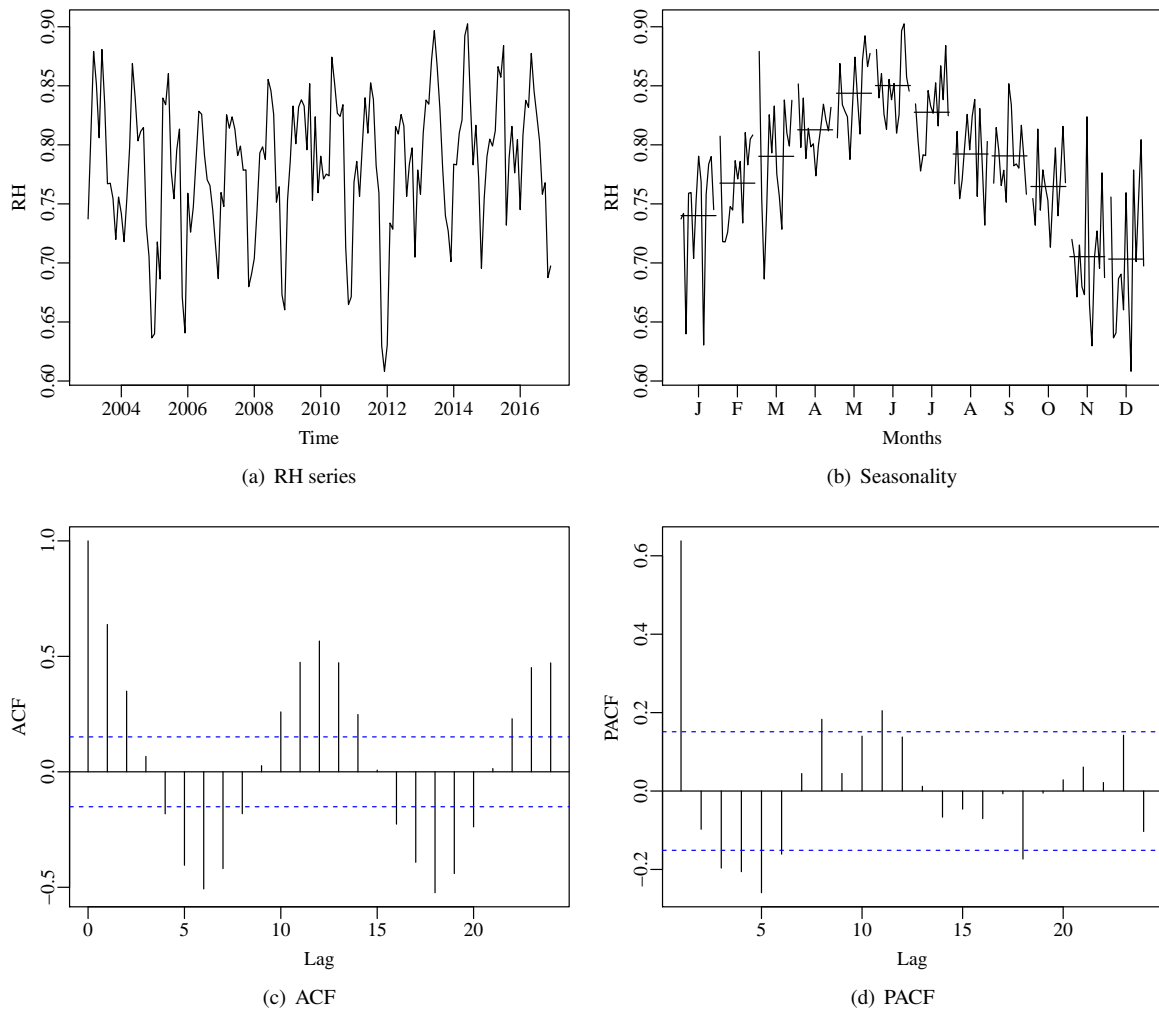 0.60 0.65 0.70 0.75 0.80 0.85 0.90
RH
2004 2006 2008 2010 2012 2014 2016
Time
(a) RH series
0.60 0.65 0.70 0.75 0.80 0.85 0.90
RH
J F M A M J J A S O N D
Months
(b) Seasonality
−0.5 0.0 0.5 1.0
ACF
0 5 10 15 20
Lag
(c) ACF
−0.2 0.0 0.2 0.4 0.6
PACF
5 10 15 20
Lag
(d) PACF